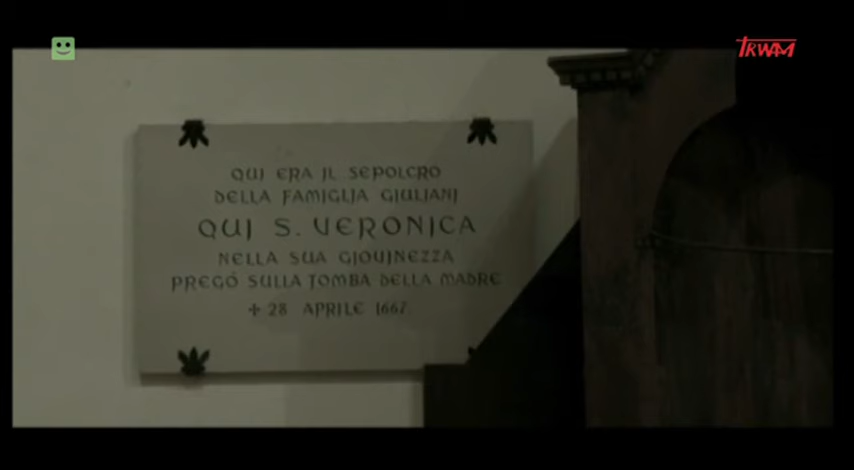 TRWAM
QUI ERA IL SEPOLCRO
DELLA FAMIGLIA GIULIANI
QUI S. VERONICA
NELLA SUA GIOVINEZZA
PREGÓ SULLA TOMBA DELLA MADRE
+ 28 APRILE 1667